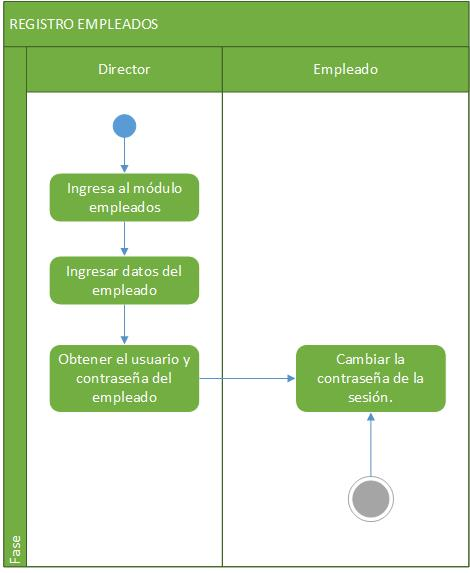 REGISTRO EMPLEADOS
Director
Empleado
Ingresa al módulo
empleados
Ingresar datos del
empleado
Obtener el usuario y
contraseña del
empleado
Cambiar la
contraseña de la
sesión.
Fase